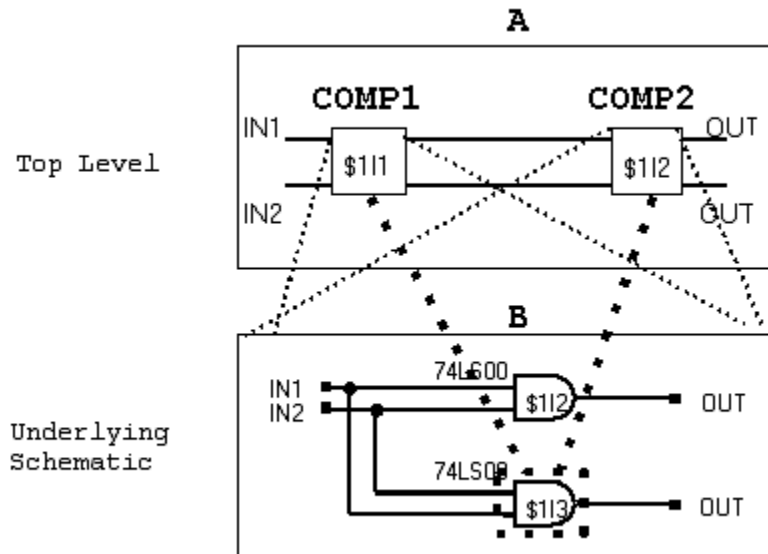 A
COMP1 COMP2
IN1 OUT
Top Level
$1I1 $1I2
IN2 OUT
B
74LS00
IN1 $1I2 OUT
IN2
Underlying
Schematic
74LS00
$1I3 OUT